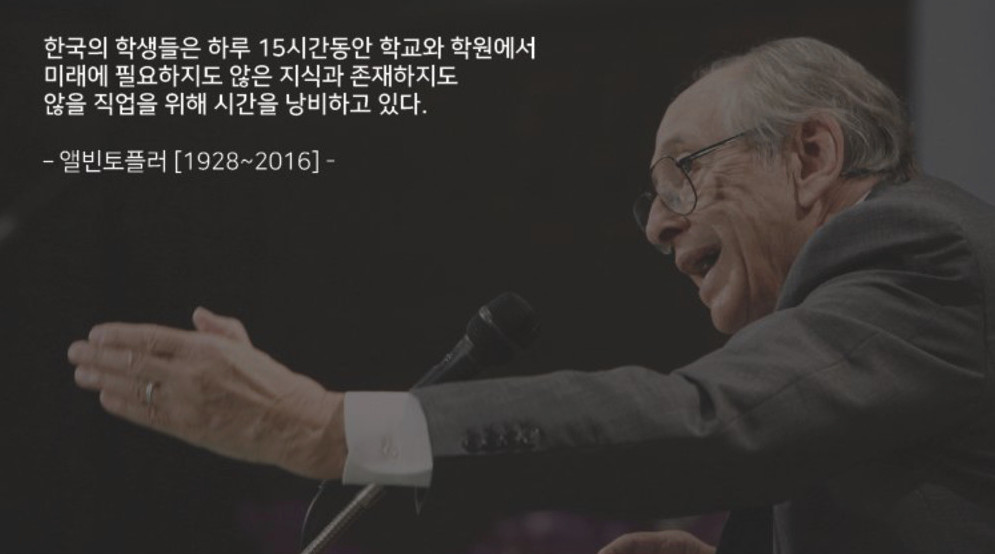 한국의 학생들은 하루 15시간동안 학교와 학원에서
미래에 필요하지도 않은 지식과 존재하지도
않을 직업을 위해 시간을 낭비하고 있다.
– 앨빈토플러 [1928~2016] -